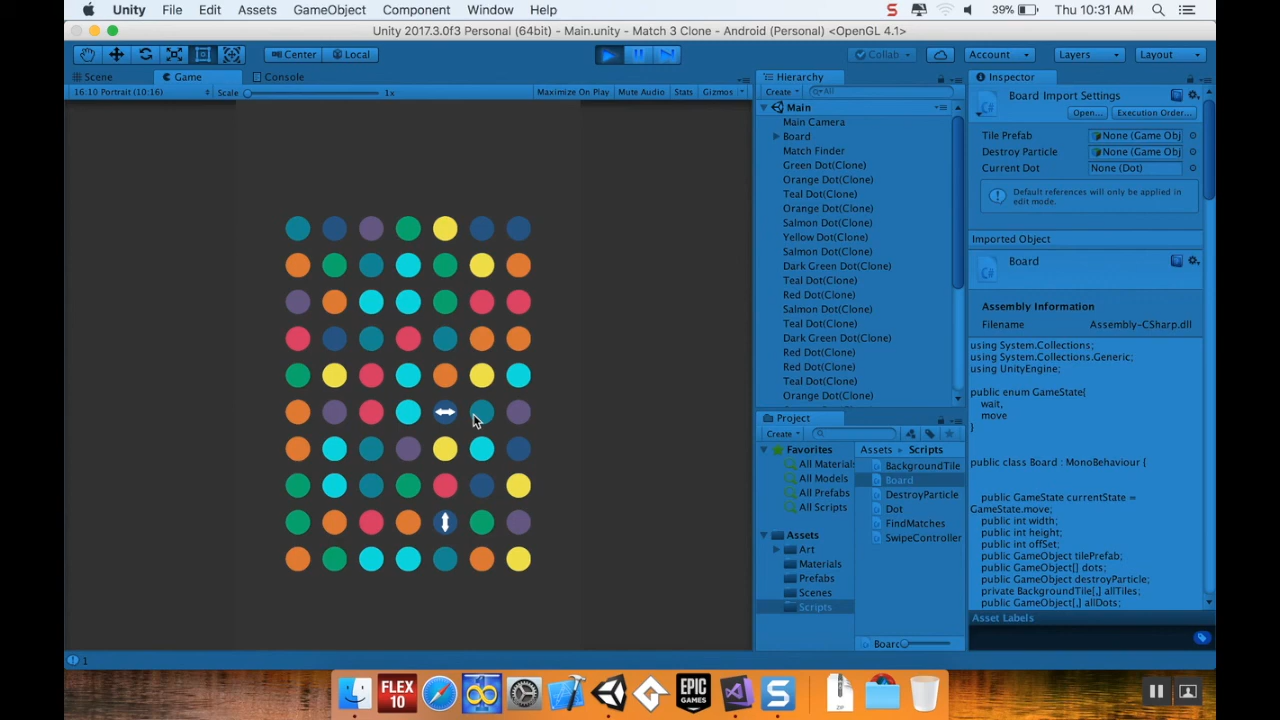 Unity File Edit Assets GameObject Component Window Help 39% Thu 10:31 AM
Unity 2017.3.0f3 Personal (64bit) - Main.unity - Match 3 Clone - Android (Personal) <OpenGL 4.1>
Center Local Collab Account Layers Layout
Scene Game Console
16:10 Portrait (10:16) Scale 1x Maximize On Play Mute Audio Stats Gizmos
Hierarchy
Create All
Main
Main Camera
Board
Match Finder
Green Dot(Clone)
Orange Dot(Clone)
Teal Dot(Clone)
Orange Dot(Clone)
Salmon Dot(Clone)
Yellow Dot(Clone)
Salmon Dot(Clone)
Dark Green Dot(Clone)
Teal Dot(Clone)
Red Dot(Clone)
Salmon Dot(Clone)
Teal Dot(Clone)
Dark Green Dot(Clone)
Red Dot(Clone)
Red Dot(Clone)
Teal Dot(Clone)
Orange Dot(Clone)
Project
Create
Favorites
All Materials
All Models
All Prefabs
All Scripts
Assets
Art
Materials
Prefabs
Scenes
Scripts
Assets Scripts
BackgroundTile
Board
DestroyParticle
Dot
FindMatches
SwipeController
Board
Inspector
Board Import Settings
Open... Execution Order...
Tile Prefab None (Game Obj
Destroy Particle None (Game Obj
Current Dot None (Dot)
Default references will only be applied in
edit mode.
Imported Object
Board
Assembly Information
Filename Assembly-CSharp.dll
using System.Collections;
using System.Collections.Generic;
using UnityEngine;
public enum GameState{
wait,
move
}
public class Board : MonoBehaviour {
public GameState currentState =
GameState.move;
public int width;
public int height;
public int offSet;
public GameObject tilePrefab;
public GameObject[] dots;
public GameObject destroyParticle;
private BackgroundTile[,] allTiles;
public GameObject[,] allDots;
Asset Labels
1
FLEX
10
EPIC
GAMES
ZIP